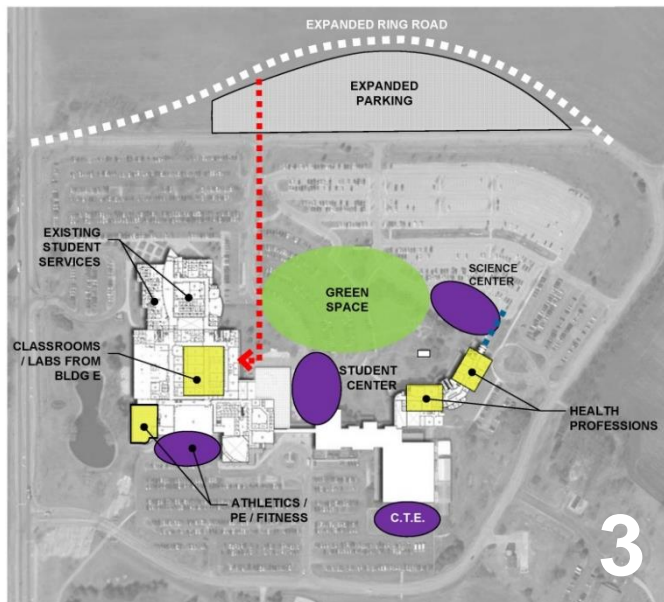 EXPANDED RING ROAD
EXPANDED
PARKING
EXISTING
STUDENT
SERVICES
SCIENCE
CENTER
GREEN
SPACE
CLASSROOMS
/ LABS FROM
BLDG E
STUDENT
CENTER
HEALTH
PROFESSIONS
ATHLETICS /
PE / FITNESS
C.T.E.
3